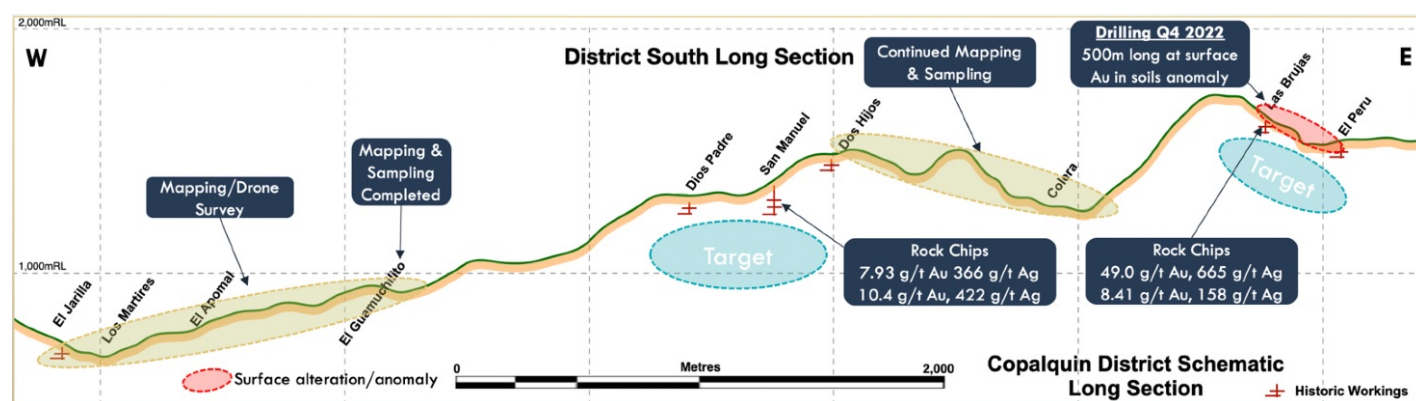 2,000mRL
W
District South Long Section
Continued Mapping
& Sampling
Drilling Q4 2022
500m long at surface
Au in soils anomaly
E
Las Brujas
El Peru
Mapping &
Sampling
Completed
Mapping/Drone
Survey
Dios Padre
San Manuel
Dos Hijos
Colera
Target
Target
Rock Chips
7.93 g/t Au 366 g/t Ag
10.4 g/t Au, 422 g/t Ag
Rock Chips
49.0 g/t Au, 665 g/t Ag
8.41 g/t Au, 158 g/t Ag
1,000mRL
El Jarilla
Los Martires
El Apomal
El Guamuchilito
Surface alteration/anomaly
0
Metres
2,000
Copalquin District Schematic
Long Section
Historic Workings